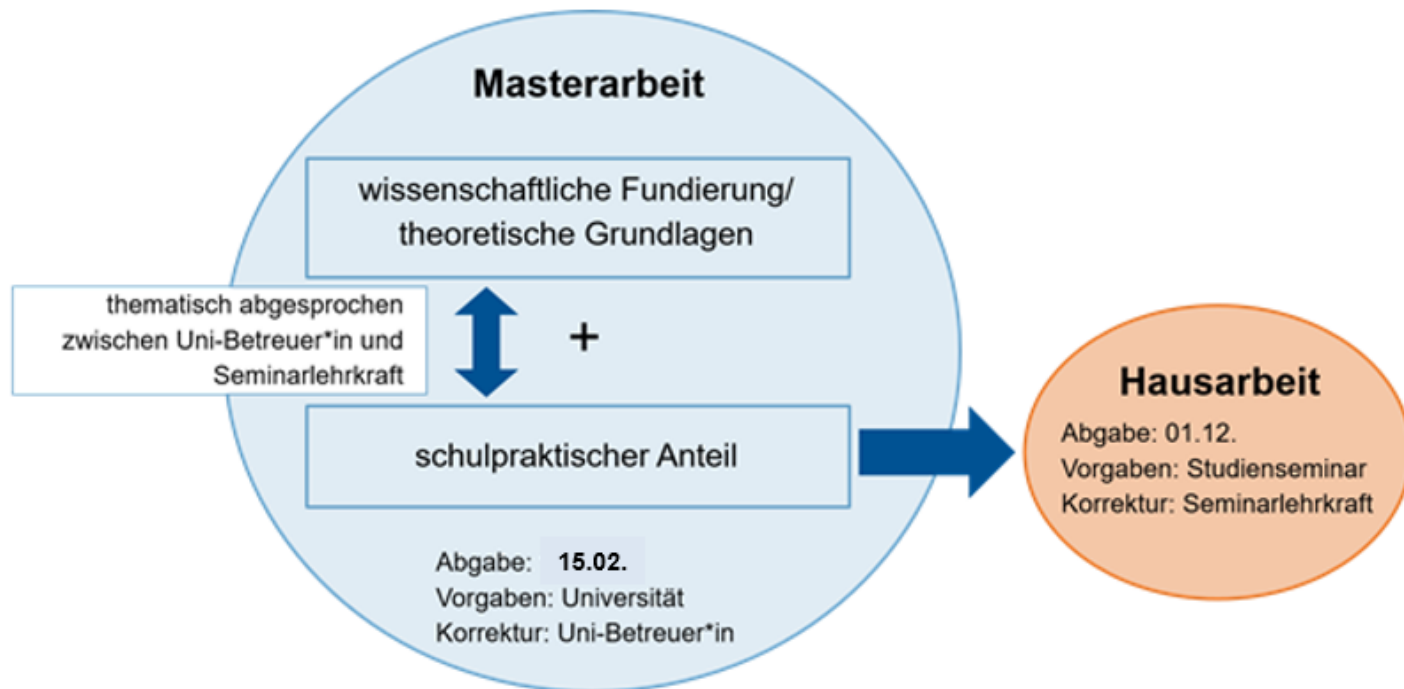 Masterarbeit
wissenschaftliche Fundierung/
theoretische Grundlagen
thematisch abgesprochen
zwischen Uni-Betreuer*in und
Seminarlehrkraft
+
schulpraktischer Anteil
Abgabe: 15.02.
Vorgaben: Universität
Korrektur: Uni-Betreuer*in
Hausarbeit
Abgabe: 01.12.
Vorgaben: Studienseminar
Korrektur: Seminarlehrkraft